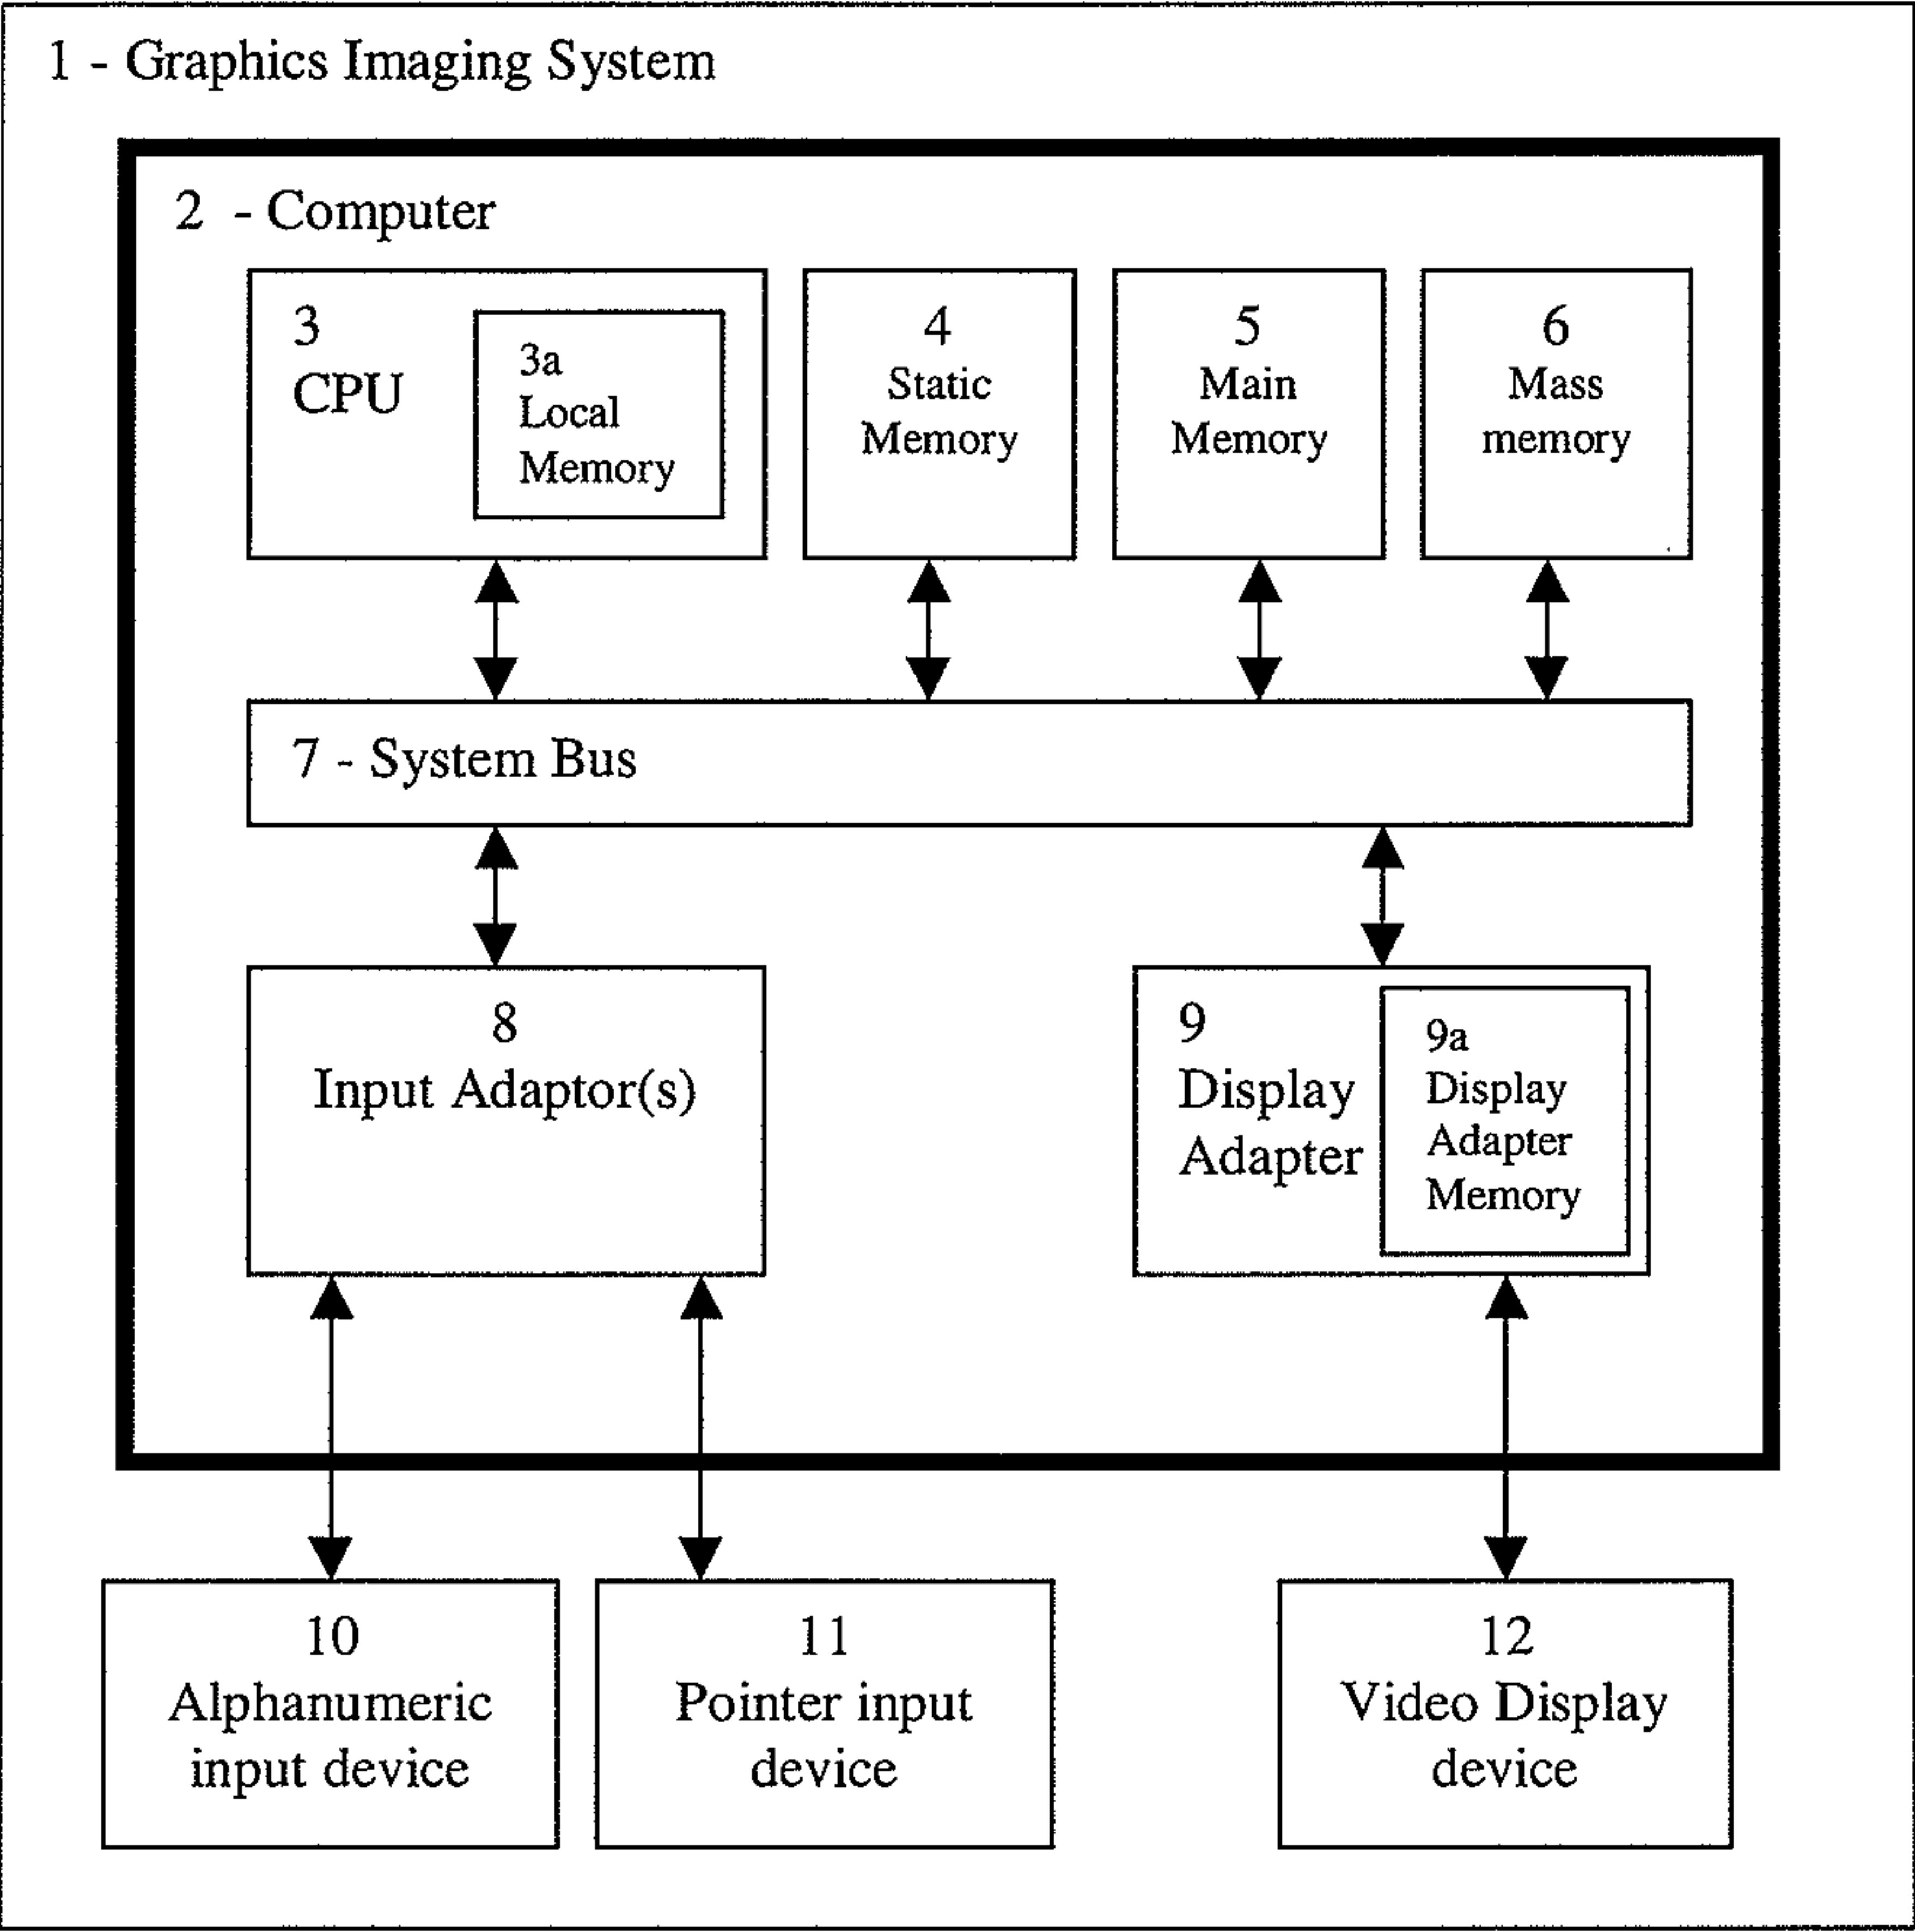 1 - Graphics Imaging System
2 - Computer
3
CPU
3a
Local
Memory
4
Static
Memory
5
Main
Memory
6
Mass
memory
7 - System Bus
8
Input Adaptor(s)
9
Display
Adapter
9a
Display
Adapter
Memory
10
Alphanumeric
input device
11
Pointer input
device
12
Video Display
device